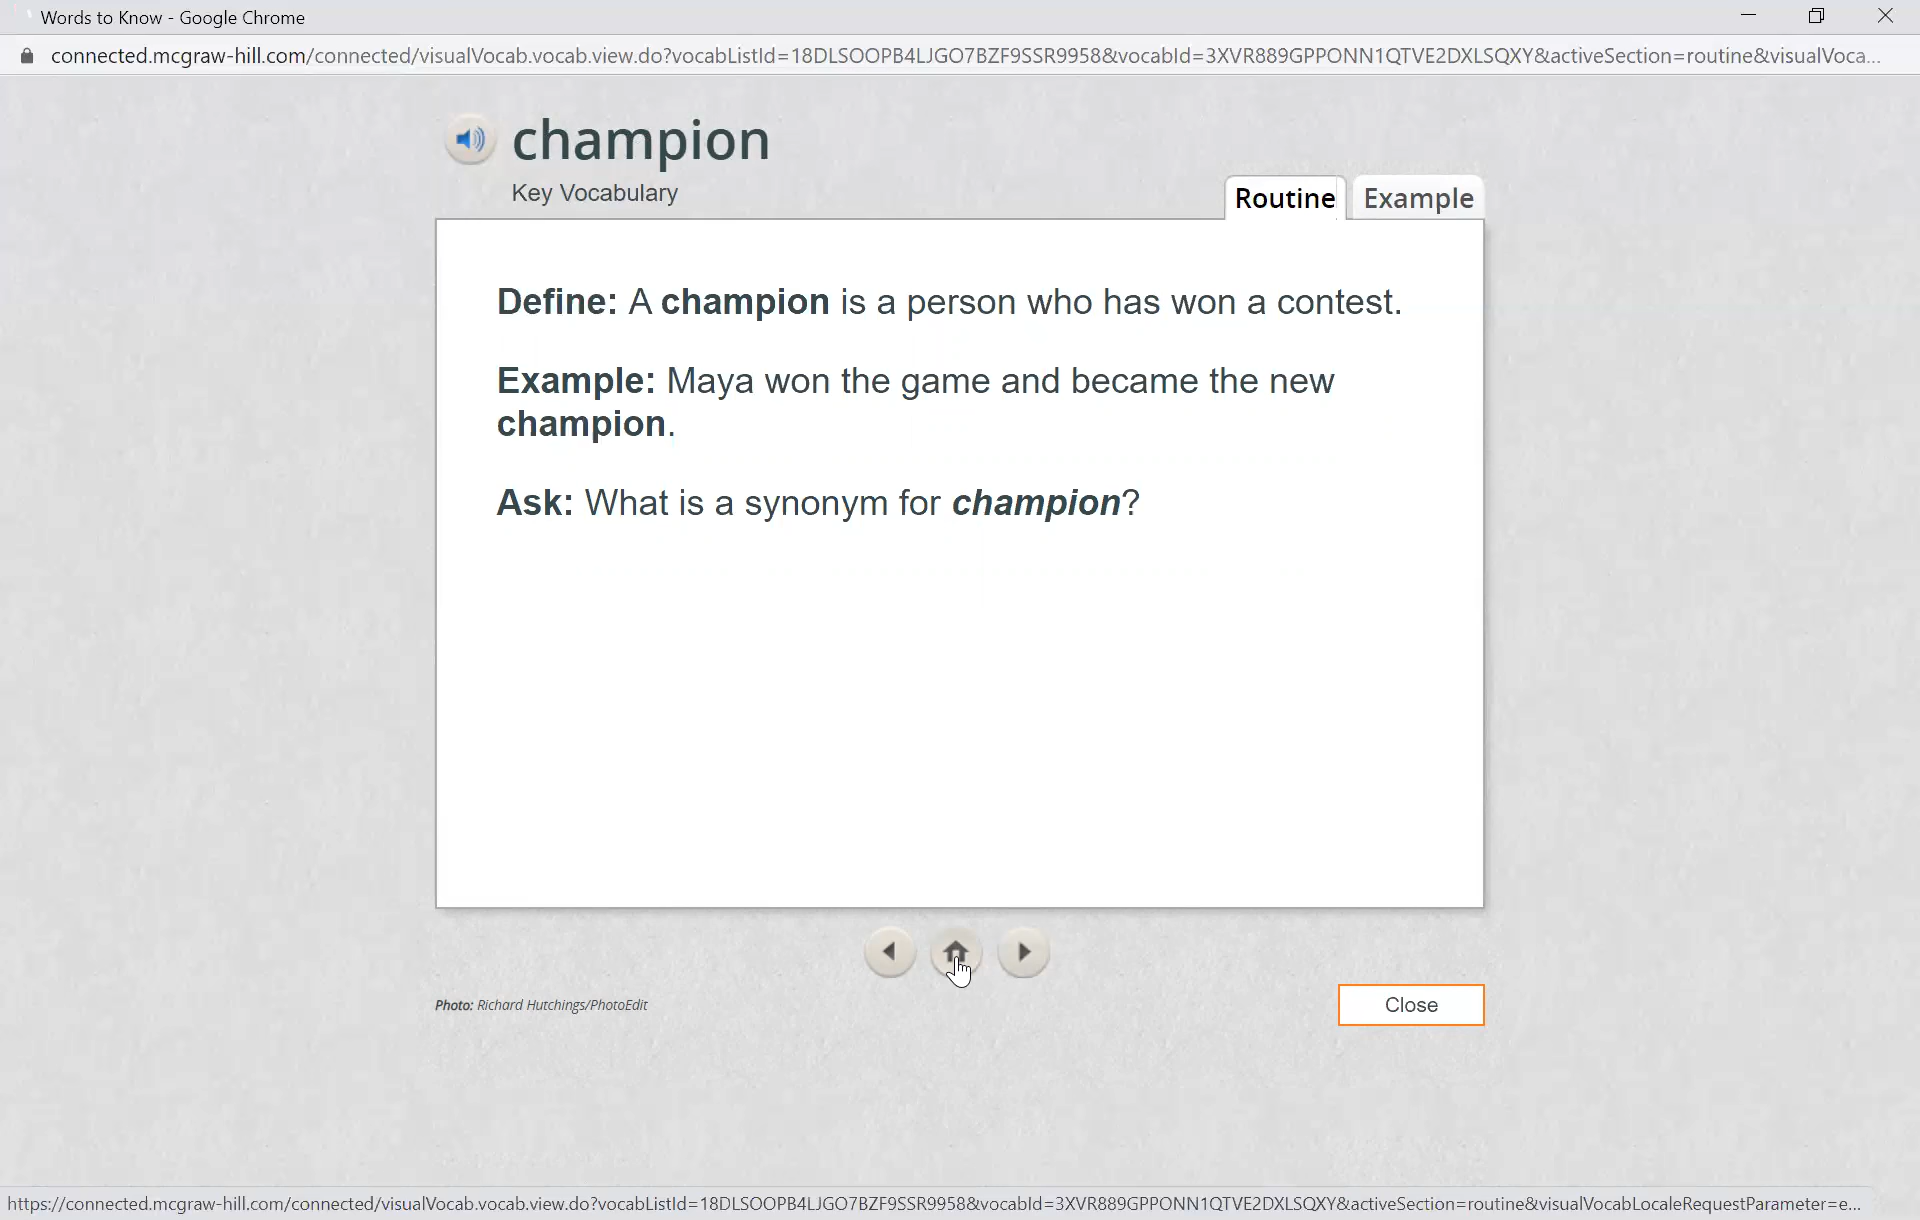 Words to Know - Google Chrome
connected.mcgraw-hill.com/connected/visualVocab.vocab.view.do?vocabListId=18DLSOOPB4LJGO7BZF9SSR9958&vocabId=3XVR889GPPONN1QTVE2DXLSQXY&activeSection=routine&visualVoca...
champion
Key Vocabulary
Routine Example
Define: A champion is a person who has won a contest.
Example: Maya won the game and became the new
champion.
Ask: What is a synonym for champion?
Photo: Richard Hutchings/PhotoEdit
Close
https://connected.mcgraw-hill.com/connected/visualVocab.vocab.view.do?vocabListId=18DLSOOPB4LJGO7BZF9SSR9958&vocabId=3XVR889GPPONN1QTVE2DXLSQXY&activeSection=routine&visualVocabLocaleRequestParameter=e...